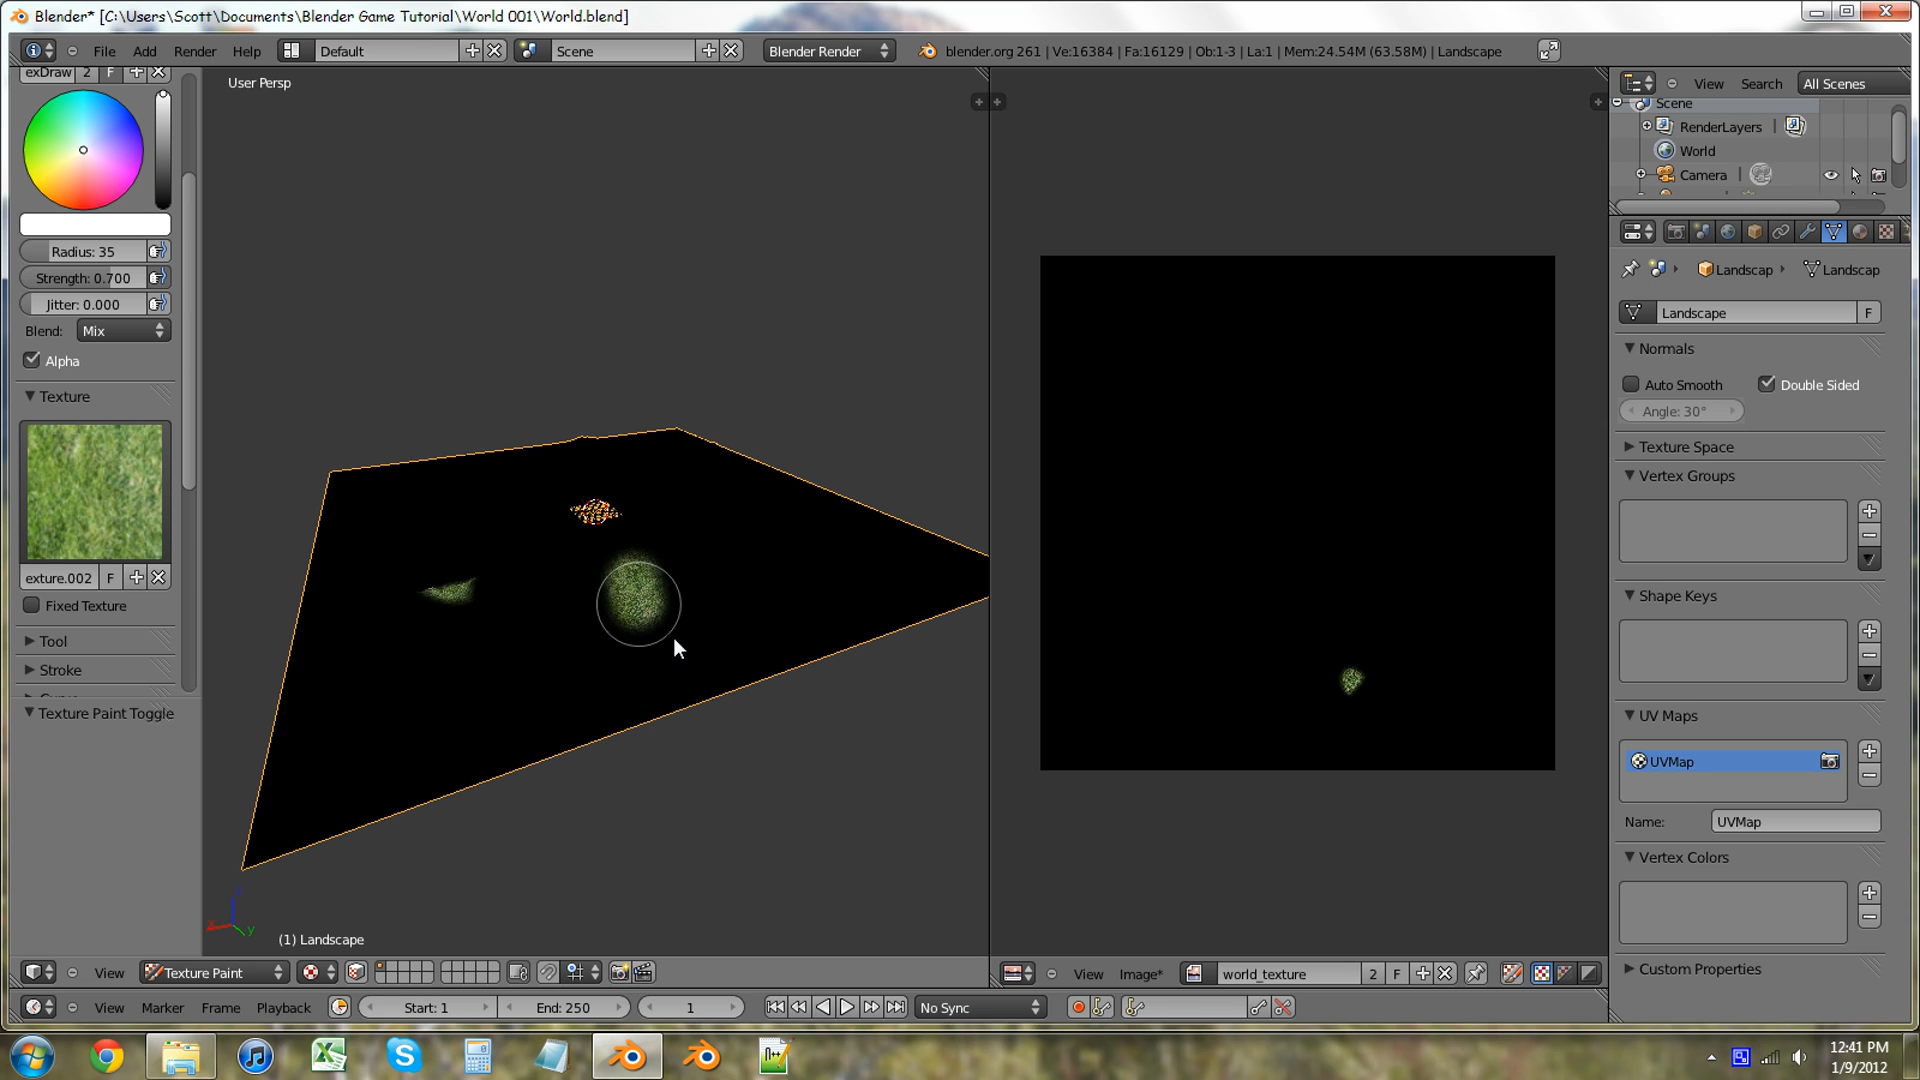 Blender* [C:\Users\Scott\Documents\Blender Game Tutorial\World 001\World.blend]
File Add Render Help Default Scene Blender Render blender.org 261 | Ve:16384 | Fa:16129 | Ob:1-3 | La:1 | Mem:24.54M (63.58M) | Landscape
exDraw 2 F
User Persp
View Search All Scenes
Scene
RenderLayers
World
Camera
Radius: 35
Strength: 0.700
Jitter: 0.000
Blend: Mix
Alpha
Texture
exture.002 F
Fixed Texture
Tool
Stroke
Texture Paint Toggle
Landscap Landscap
Landscape F
Normals
Auto Smooth Double Sided
Angle: 30°
Texture Space
Vertex Groups
Shape Keys
UV Maps
UVMap
Name: UVMap
Vertex Colors
Custom Properties
x y
(1) Landscape
View Texture Paint
View Image* world_texture 2 F
View Marker Frame Playback Start: 1 End: 250 1 No Sync
12:41 PM
1/9/2012